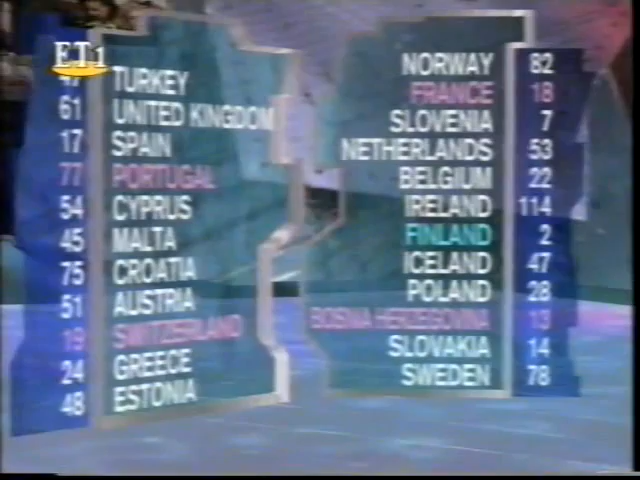 ET1
TURKEY
61 UNITED KINGDOM
17 SPAIN
77 PORTUGAL
54 CYPRUS
45 MALTA
75 CROATIA
51 AUSTRIA
19 SWITZERLAND
24 GREECE
48 ESTONIA
NORWAY 82
FRANCE 18
SLOVENIA 7
NETHERLANDS 53
BELGIUM 22
IRELAND 114
FINLAND 2
ICELAND 47
POLAND 28
BOSNIA HERZEGOVINA 13
SLOVAKIA 14
SWEDEN 78